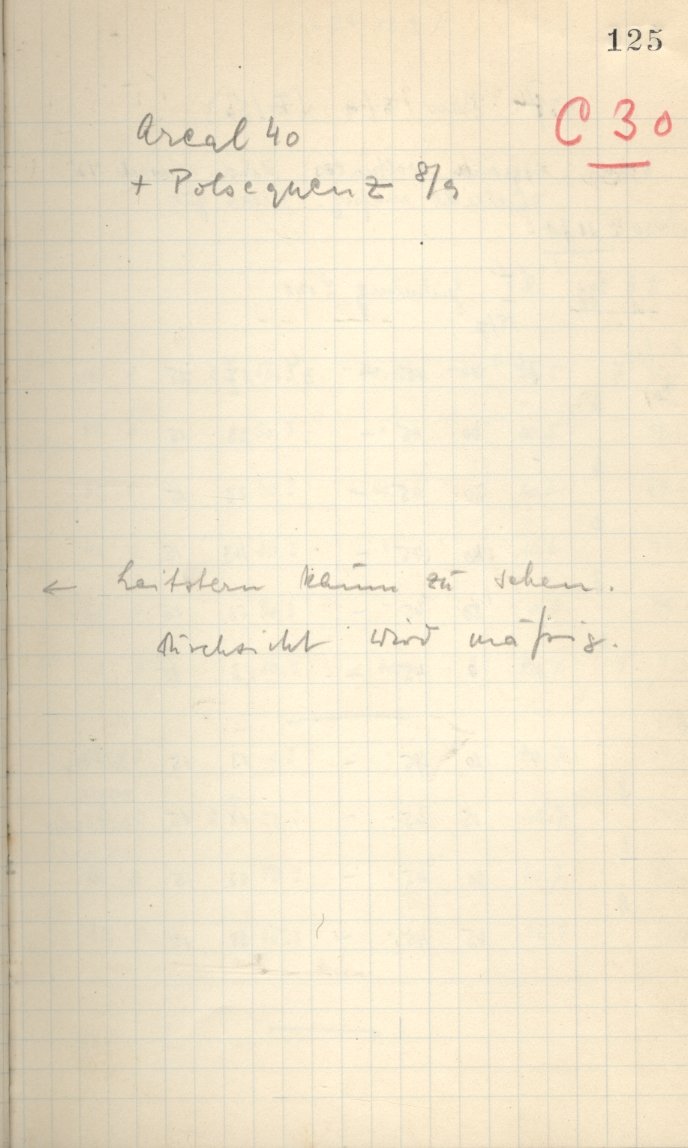 125
C 30
Areal 40
+ Polsequenz 8/9
← Leitstern kaum zu sehen.
Durchsicht wird mäßig.